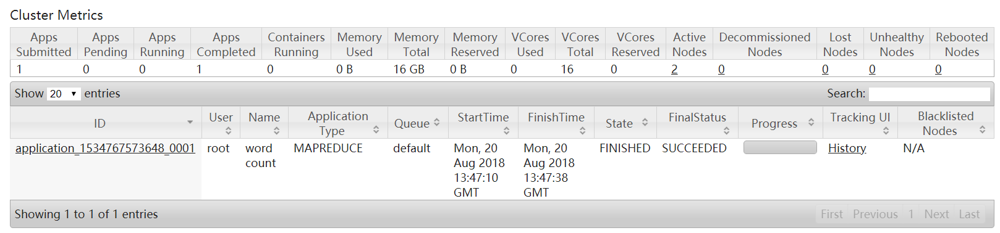 Cluster Metrics
Apps Submitted Apps Pending Apps Running Apps Completed Containers Running Memory Used Memory Total Memory Reserved VCores Used VCores Total VCores Reserved Active Nodes Decommissioned Nodes Lost Nodes Unhealthy Nodes Rebooted Nodes
1 0 0 1 0 0 B 16 GB 0 B 0 16 0 2 0 0 0 0
Show 20 entries Search:
ID User Name Application Type Queue StartTime FinishTime State FinalStatus Progress Tracking UI Blacklisted Nodes
application_1534767573648_0001 root word count MAPREDUCE default Mon, 20 Aug 2018 13:47:10 GMT Mon, 20 Aug 2018 13:47:38 GMT FINISHED SUCCEEDED History N/A
Showing 1 to 1 of 1 entries First Previous 1 Next Last